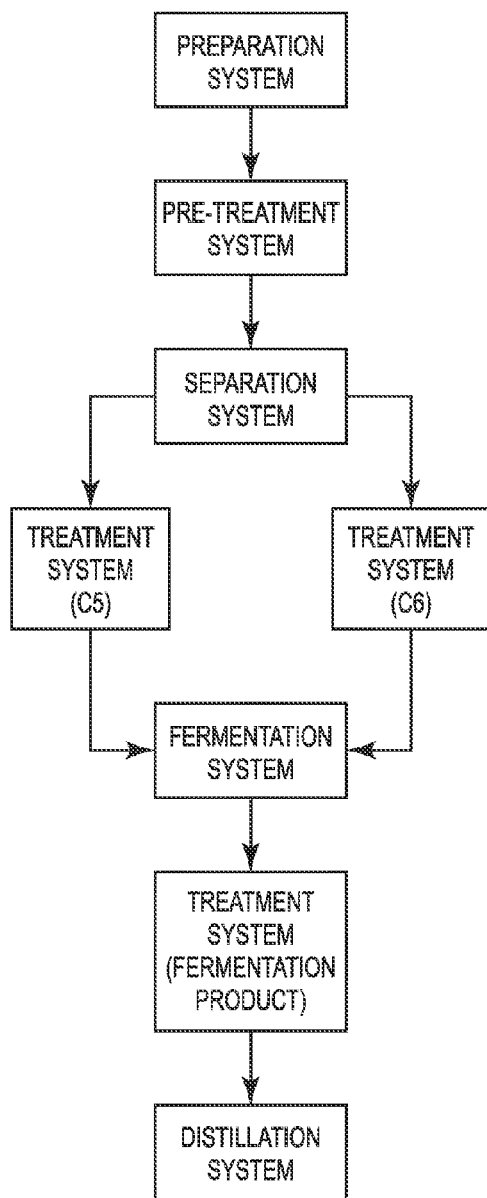 PREPARATION
SYSTEM
PRE-TREATMENT
SYSTEM
SEPARATION
SYSTEM
TREATMENT
SYSTEM
(C5)
TREATMENT
SYSTEM
(C6)
FERMENTATION
SYSTEM
TREATMENT
SYSTEM
(FERMENTATION
PRODUCT)
DISTILLATION
SYSTEM